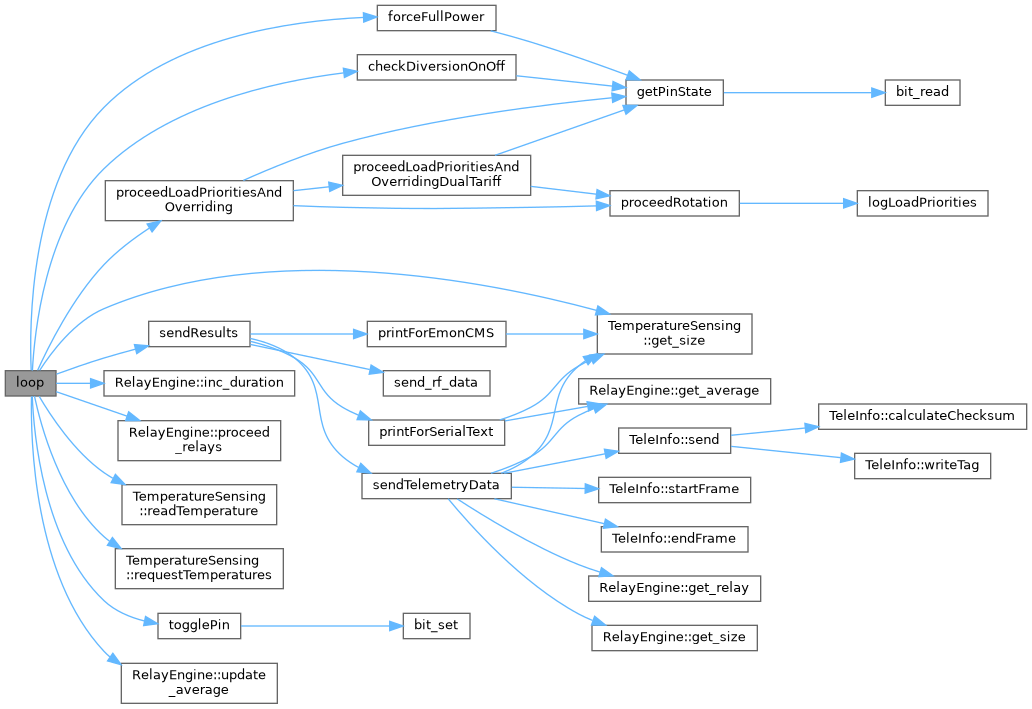 forceFullPower
checkDiversionOnOff
getPinState
bit_read
proceedLoadPrioritiesAnd
OverridingDualTariff
proceedLoadPrioritiesAnd
Overriding
proceedRotation
logLoadPriorities
loop
sendResults
printForEmonCMS
TemperatureSensing
::get_size
RelayEngine::inc_duration
send_rf_data
RelayEngine::get_average
RelayEngine::proceed
_relays
printForSerialText
TeleInfo::send
TeleInfo::calculateChecksum
TeleInfo::writeTag
TemperatureSensing
::readTemperature
sendTelemetryData
TeleInfo::startFrame
TeleInfo::endFrame
TemperatureSensing
::requestTemperatures
RelayEngine::get_relay
togglePin
bit_set
RelayEngine::get_size
RelayEngine::update
_average